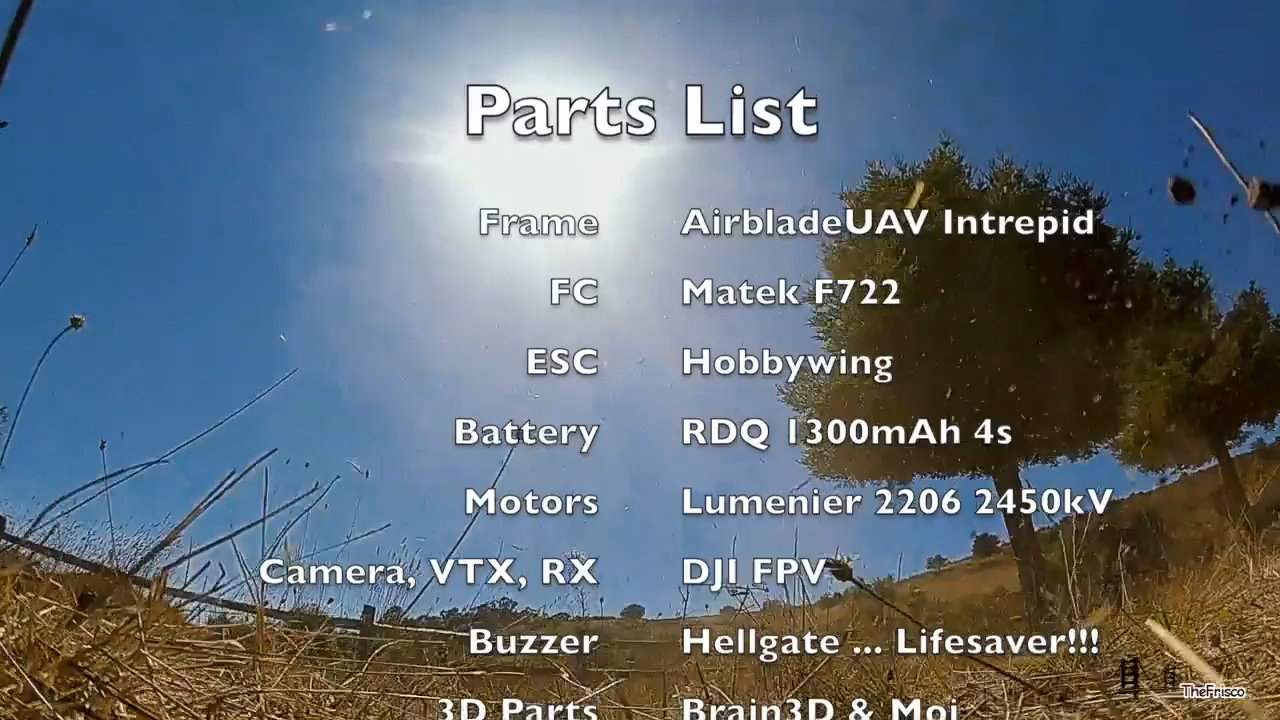 Parts List
Frame AirbladeUAV Intrepid
FC Matek F722
ESC Hobbywing
Battery RDQ 1300mAh 4s
Motors Lumenier 2206 2450kV
Camera, VTX, RX DJI FPV
Buzzer Hellgate ... Lifesaver!!!
3D Parts Brain3D & Moi
TheFrisco